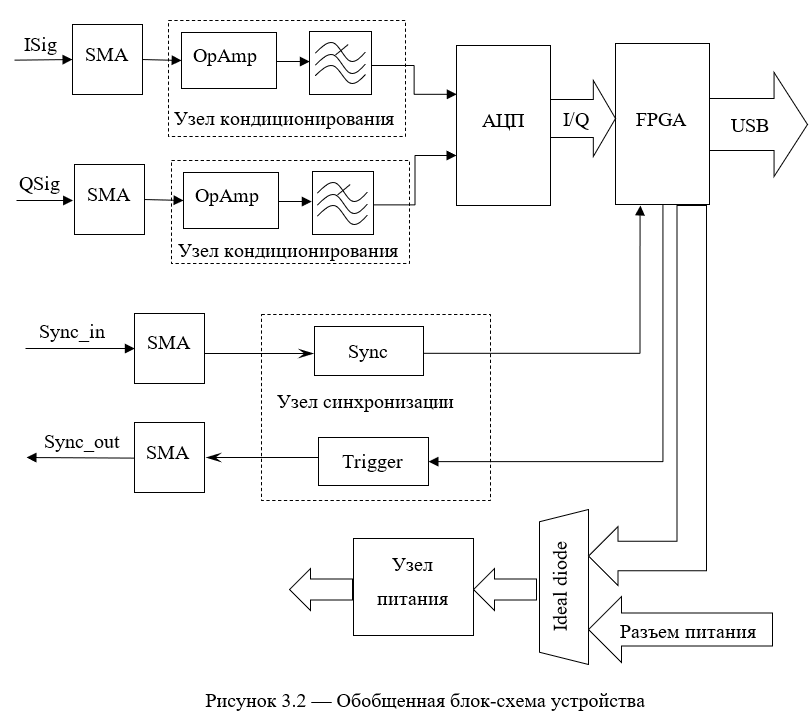 ISig
SMA
OpAmp
Узел кондиционирования
АЦП
I/Q
FPGA
USB
QSig
SMA
OpAmp
Узел кондиционирования
Sync_in
SMA
Sync
Узел синхронизации
Sync_out
SMA
Trigger
Узел
питания
Ideal diode
Разъем питания
Рисунок 3.2 — Обобщенная блок-схема устройства